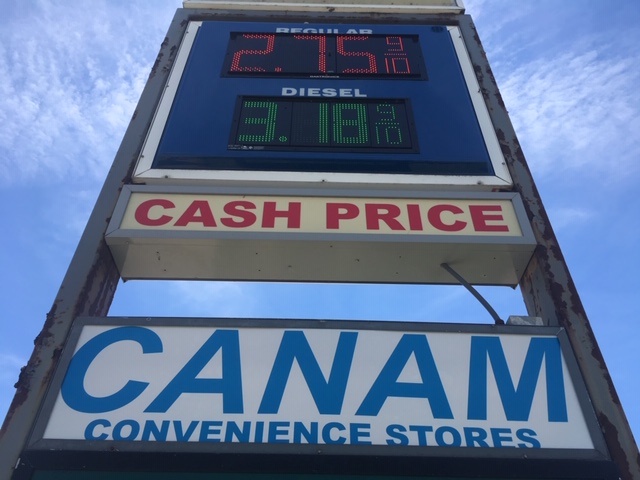 REGULAR
2.75 9/10
DIESEL
3.18 9/10
CASH PRICE
CANAM
CONVENIENCE STORES